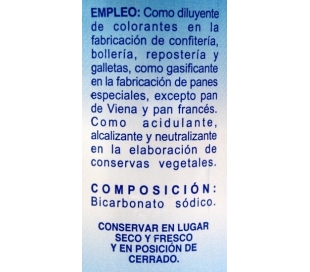 EMPLEO: Como diluyente
de colorantes en la
fabricación de confitería,
bollería, repostería y
galletas, como gasificante
en la fabricación de panes
especiales, excepto pan
de Viena y pan francés.
Como acidulante,
alcalizante y neutralizante
en la elaboración de
conservas vegetales.
COMPOSICIÓN:
Bicarbonato sódico.
CONSERVAR EN LUGAR
SECO Y FRESCO
Y EN POSICIÓN DE
CERRADO.